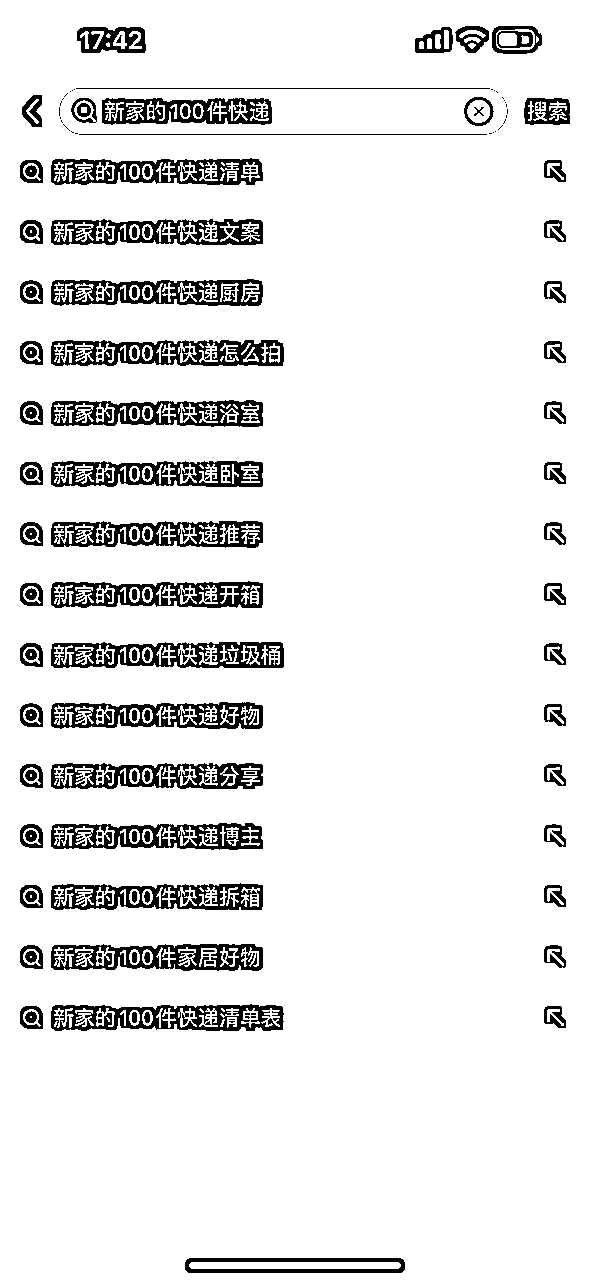 17:42
新家的100件快递
搜索
新家的100件快递清单
新家的100件快递文案
新家的100件快递厨房
新家的100件快递怎么拍
新家的100件快递浴室
新家的100件快递卧室
新家的100件快递推荐
新家的100件快递开箱
新家的100件快递垃圾桶
新家的100件快递好物
新家的100件快递分享
新家的100件快递博主
新家的100件快递拆箱
新家的100件家居好物
新家的100件快递清单表